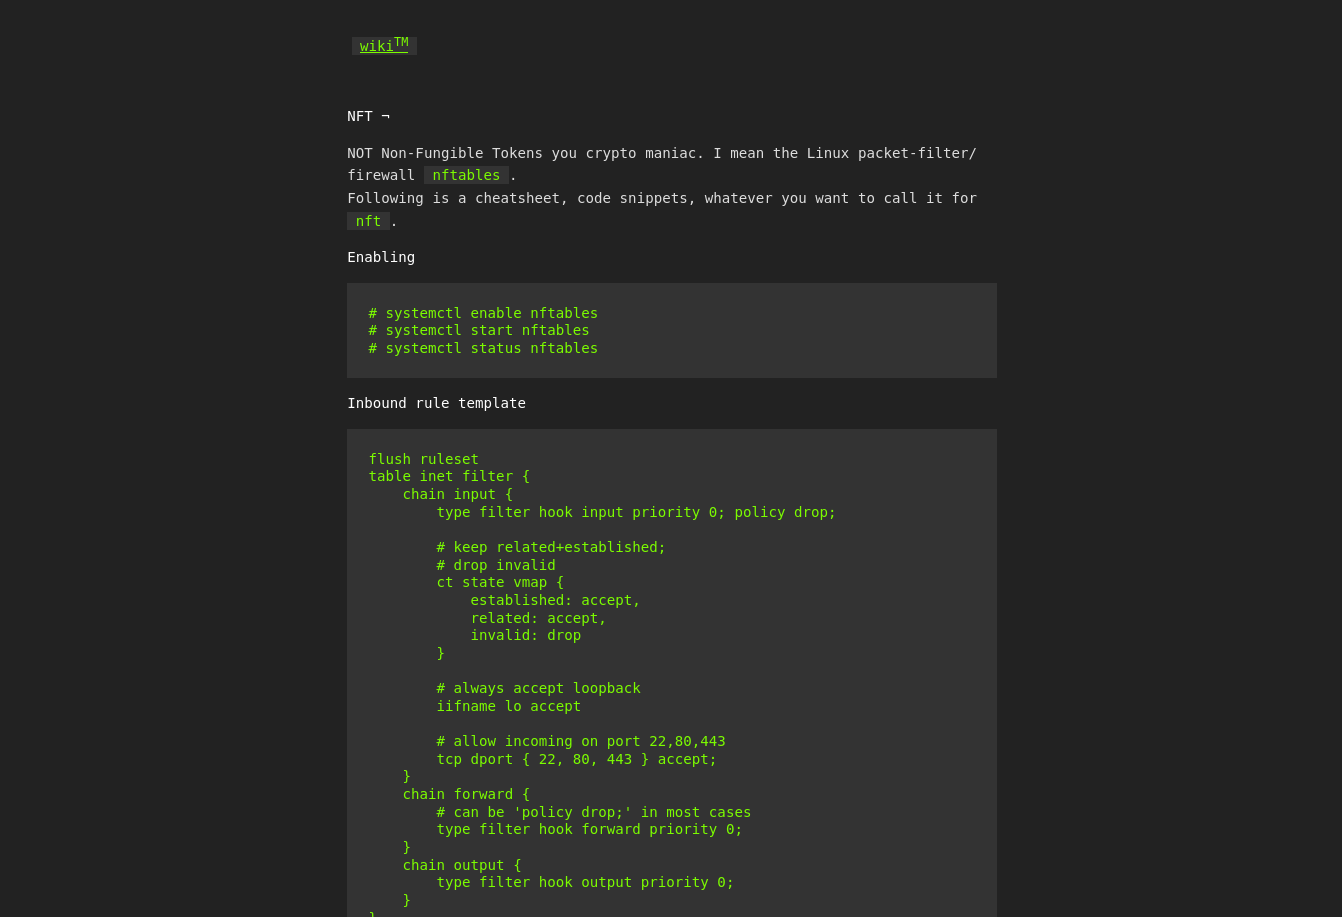 wiki™
NFT ¬
NOT Non-Fungible Tokens you crypto maniac. I mean the Linux packet-filter/
firewall nftables .
Following is a cheatsheet, code snippets, whatever you want to call it for
nft .
Enabling
# systemctl enable nftables
# systemctl start nftables
# systemctl status nftables
Inbound rule template
flush ruleset
table inet filter {
    chain input {
        type filter hook input priority 0; policy drop;
        # keep related+established;
        # drop invalid
        ct state vmap {
            established: accept,
            related: accept,
            invalid: drop
        }
        # always accept loopback
        iifname lo accept
        # allow incoming on port 22,80,443
        tcp dport { 22, 80, 443 } accept;
    }
    chain forward {
        # can be 'policy drop;' in most cases
        type filter hook forward priority 0;
    }
    chain output {
        type filter hook output priority 0;
    }
}